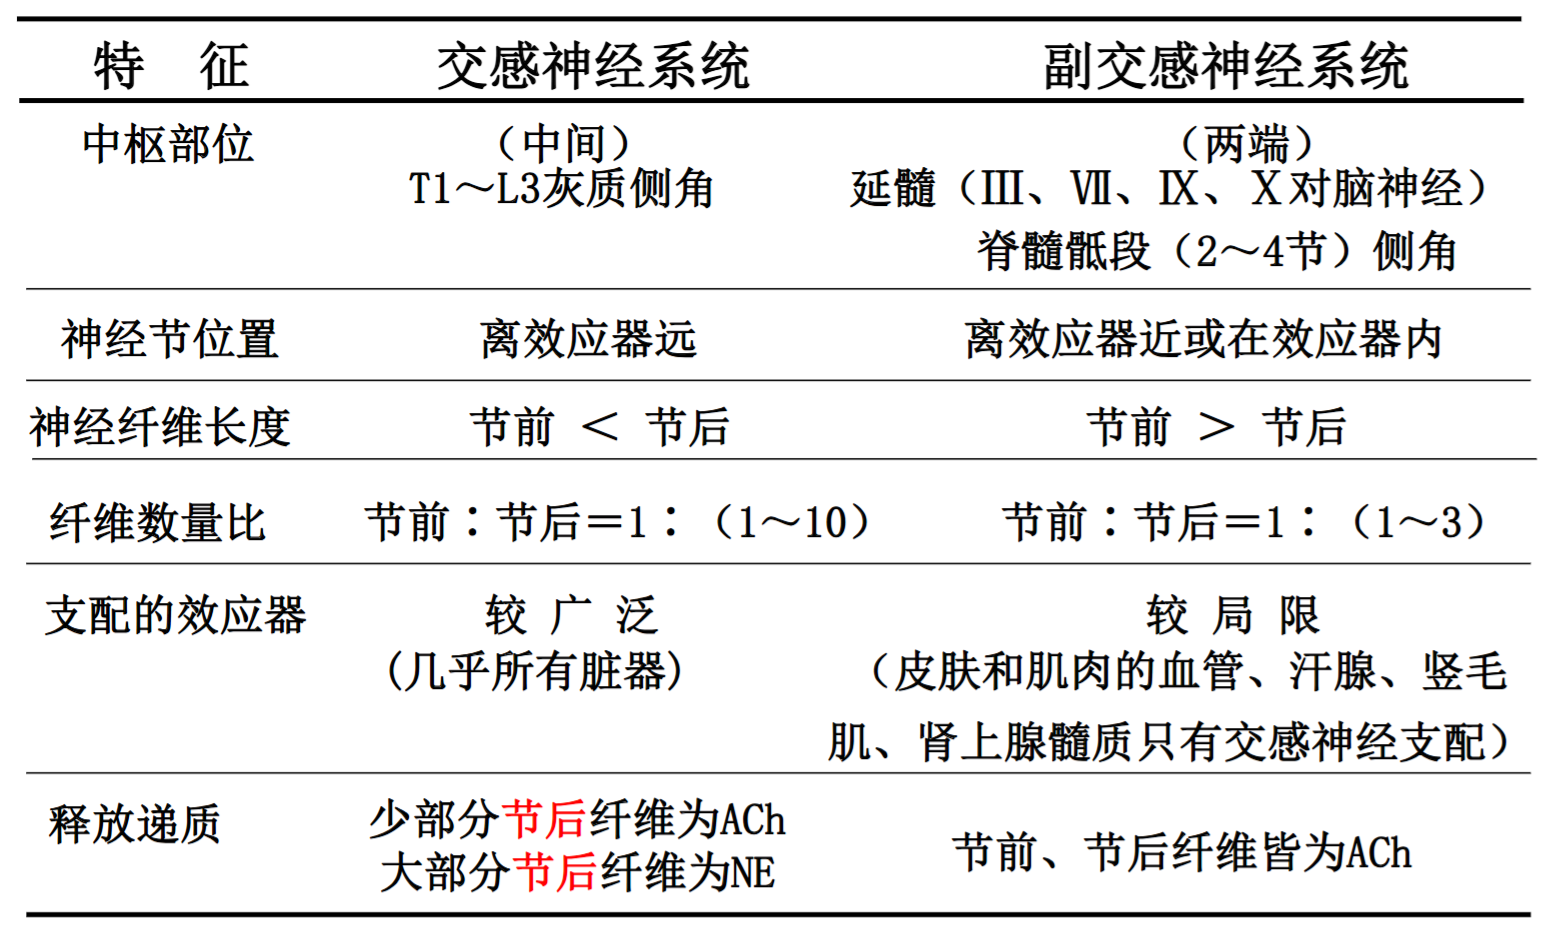 特 征 交感神经系统 副交感神经系统
中枢部位 （中间） （两端）
T1～L3灰质侧角 延髓（Ⅲ、Ⅶ、Ⅸ、Ⅹ对脑神经）
脊髓骶段（2～4节）侧角
神经节位置 离效应器远 离效应器近或在效应器内
神经纤维长度 节前 ＜ 节后 节前 ＞ 节后
纤维数量比 节前：节后＝1：（1～10） 节前：节后＝1：（1～3）
支配的效应器 较 广 泛 较 局 限
(几乎所有脏器) （皮肤和肌肉的血管、汗腺、竖毛
肌、肾上腺髓质只有交感神经支配）
释放递质 少部分节后纤维为ACh
大部分节后纤维为NE 节前、节后纤维皆为ACh